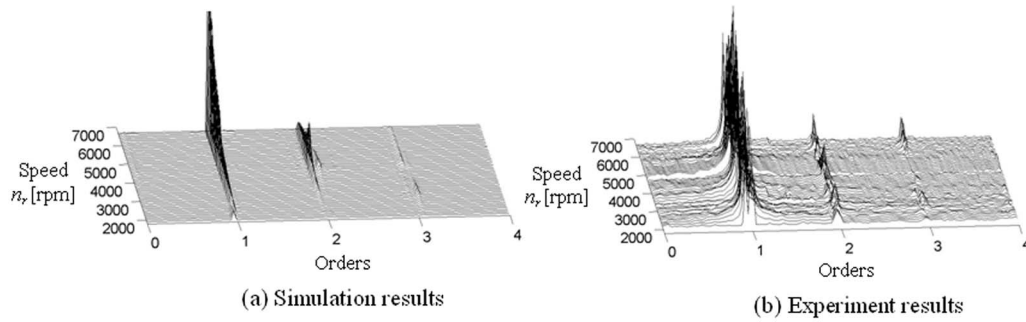 7000
6000
5000
4000
3000
2000
Speed
n_r [rpm]
0
1
2
3
4
Orders
(a) Simulation results
7000
6000
5000
4000
3000
2000
Speed
n_r [rpm]
0
1
2
3
4
Orders
(b) Experiment results